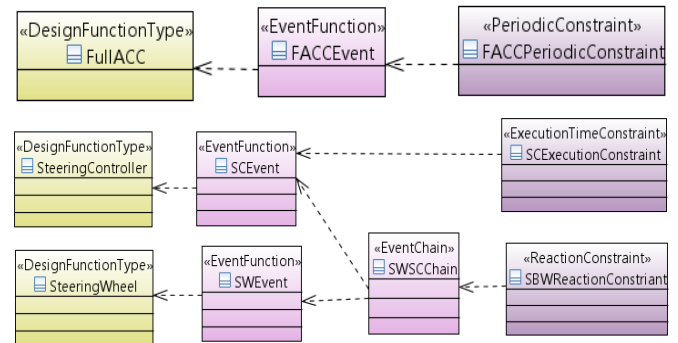 «DesignFunctionType»
FullACC
«EventFunction»
FACCEvent
«PeriodicConstraint»
FACCPeriodicConstraint
«DesignFunctionType»
SteeringController
«EventFunction»
SCEvent
«ExecutionTimeConstraint»
SCExecutionConstraint
«DesignFunctionType»
SteeringWheel
«EventFunction»
SWEvent
«EventChain»
SWSCChain
«ReactionConstraint»
SBWReactionConstriant